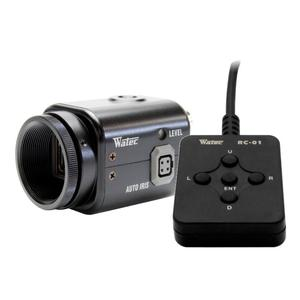 Watec
LEVEL
AUTO IRIS
Watec RC-01
U
L
R
ENT
D